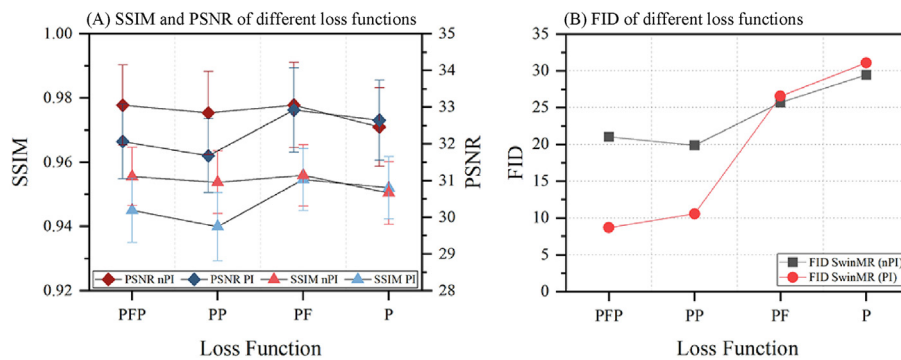 (A) SSIM and PSNR of different loss functions
1.00
0.98
0.96
0.94
0.92
SSIM
35
34
33
32
31
30
29
28
PSNR
PSNR nPI
PSNR PI
SSIM nPI
SSIM PI
PFP
PP
PF
P
Loss Function
(B) FID of different loss functions
35
30
25
20
15
10
5
0
FID
FID SwinMR (nPI)
FID SwinMR (PI)
PFP
PP
PF
P
Loss Function